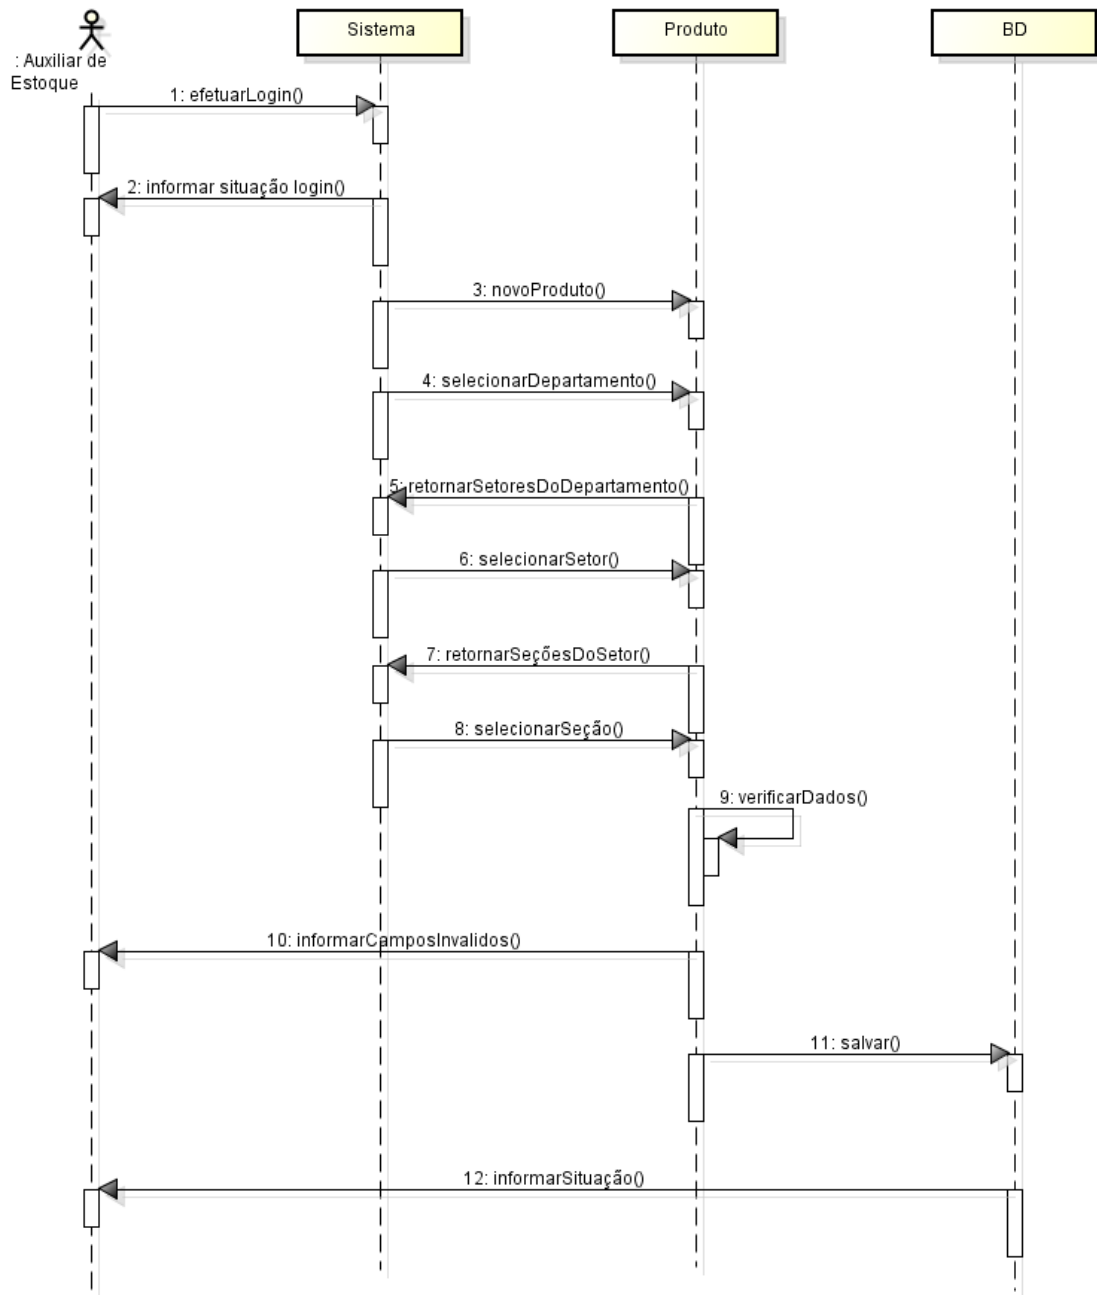 Sistema
Produto
BD
: Auxiliar de
Estoque
1: efetuarLogin()
2: informar situação login()
3: novoProduto()
4: selecionarDepartamento()
5: retornarSetoresDoDepartamento()
6: selecionarSetor()
7: retornarSeçõesDoSetor()
8: selecionarSeção()
9: verificarDados()
10: informarCamposInvalidos()
11: salvar()
12: informarSituação()